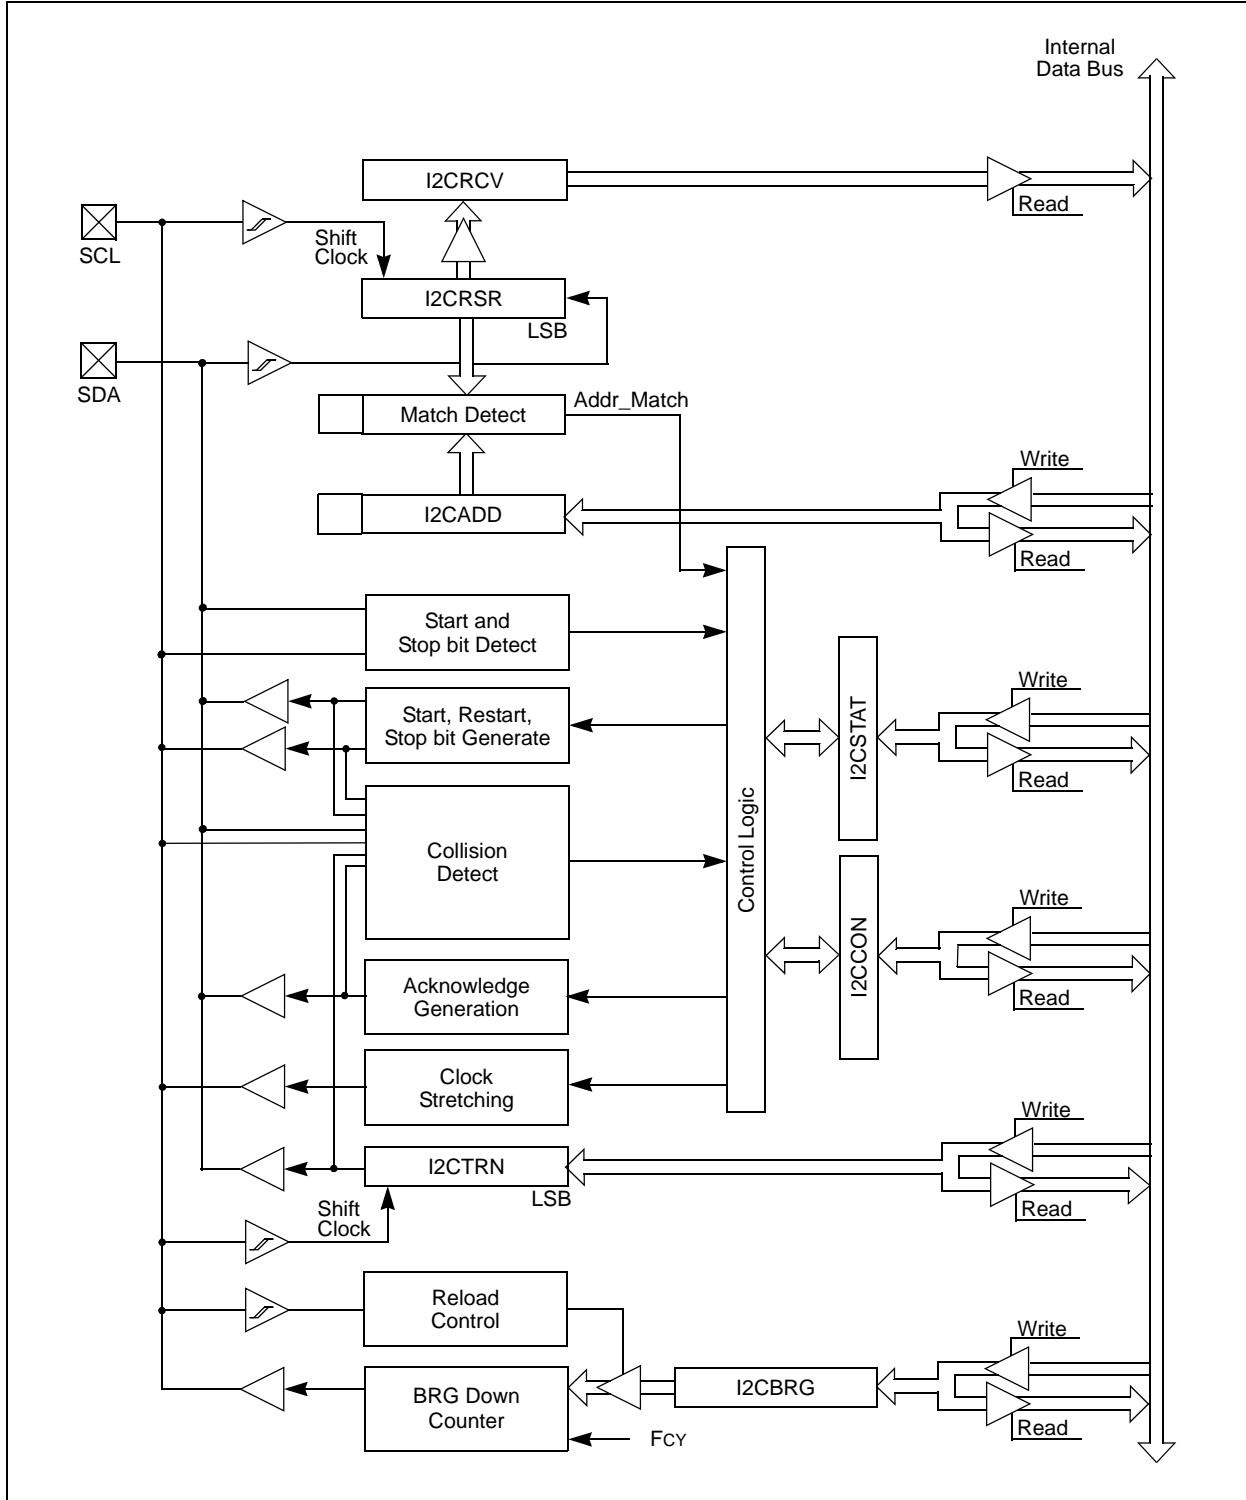 Internal
Data Bus
I2CRCV
Read
SCL
Shift
Clock
I2CRSR
LSB
SDA
Match Detect
Addr_Match
Write
I2CADD
Read
Start and
Stop bit Detect
Write
Start, Restart,
Stop bit Generate
I2CSTAT
Read
Control Logic
Collision
Detect
Write
I2CCON
Acknowledge
Generation
Read
Clock
Stretching
Write
I2CTRN
LSB
Shift
Clock
Read
Reload
Control
Write
I2CBRG
BRG Down
Counter
Read
FCY